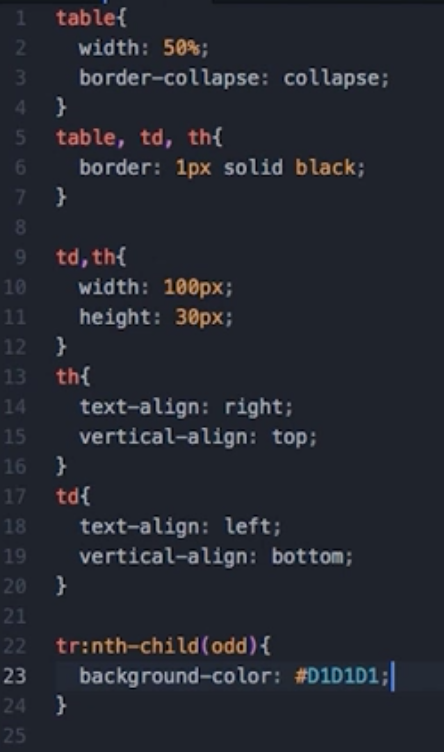 1 table{
2 width: 50%;
3 border-collapse: collapse;
4 }
5 table, td, th{
6 border: 1px solid black;
7 }
8
9 td,th{
10 width: 100px;
11 height: 30px;
12 }
13 th{
14 text-align: right;
15 vertical-align: top;
16 }
17 td{
18 text-align: left;
19 vertical-align: bottom;
20 }
21
22 tr:nth-child(odd){
23 background-color: #D1D1D1;
24 }
25